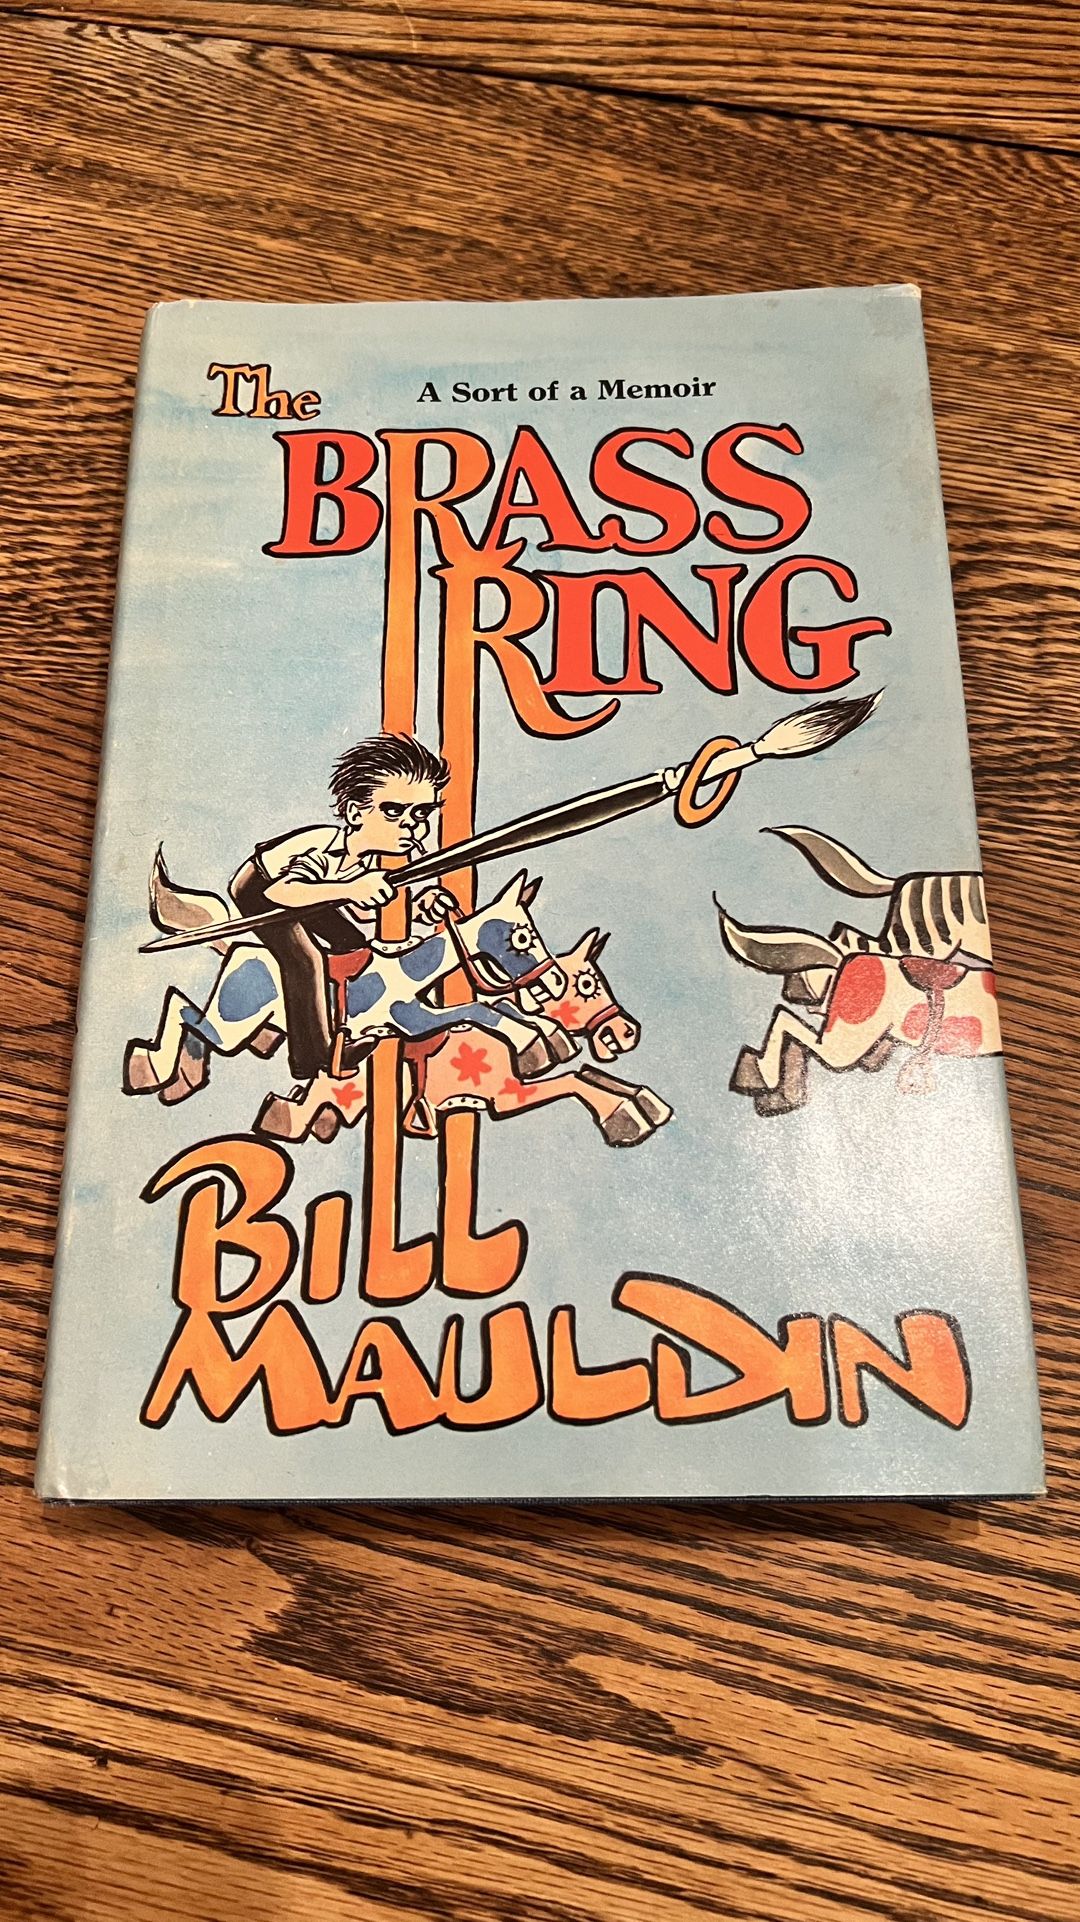 The
A Sort of a Memoir
BRASS
RING
BiLL
MAULDIN